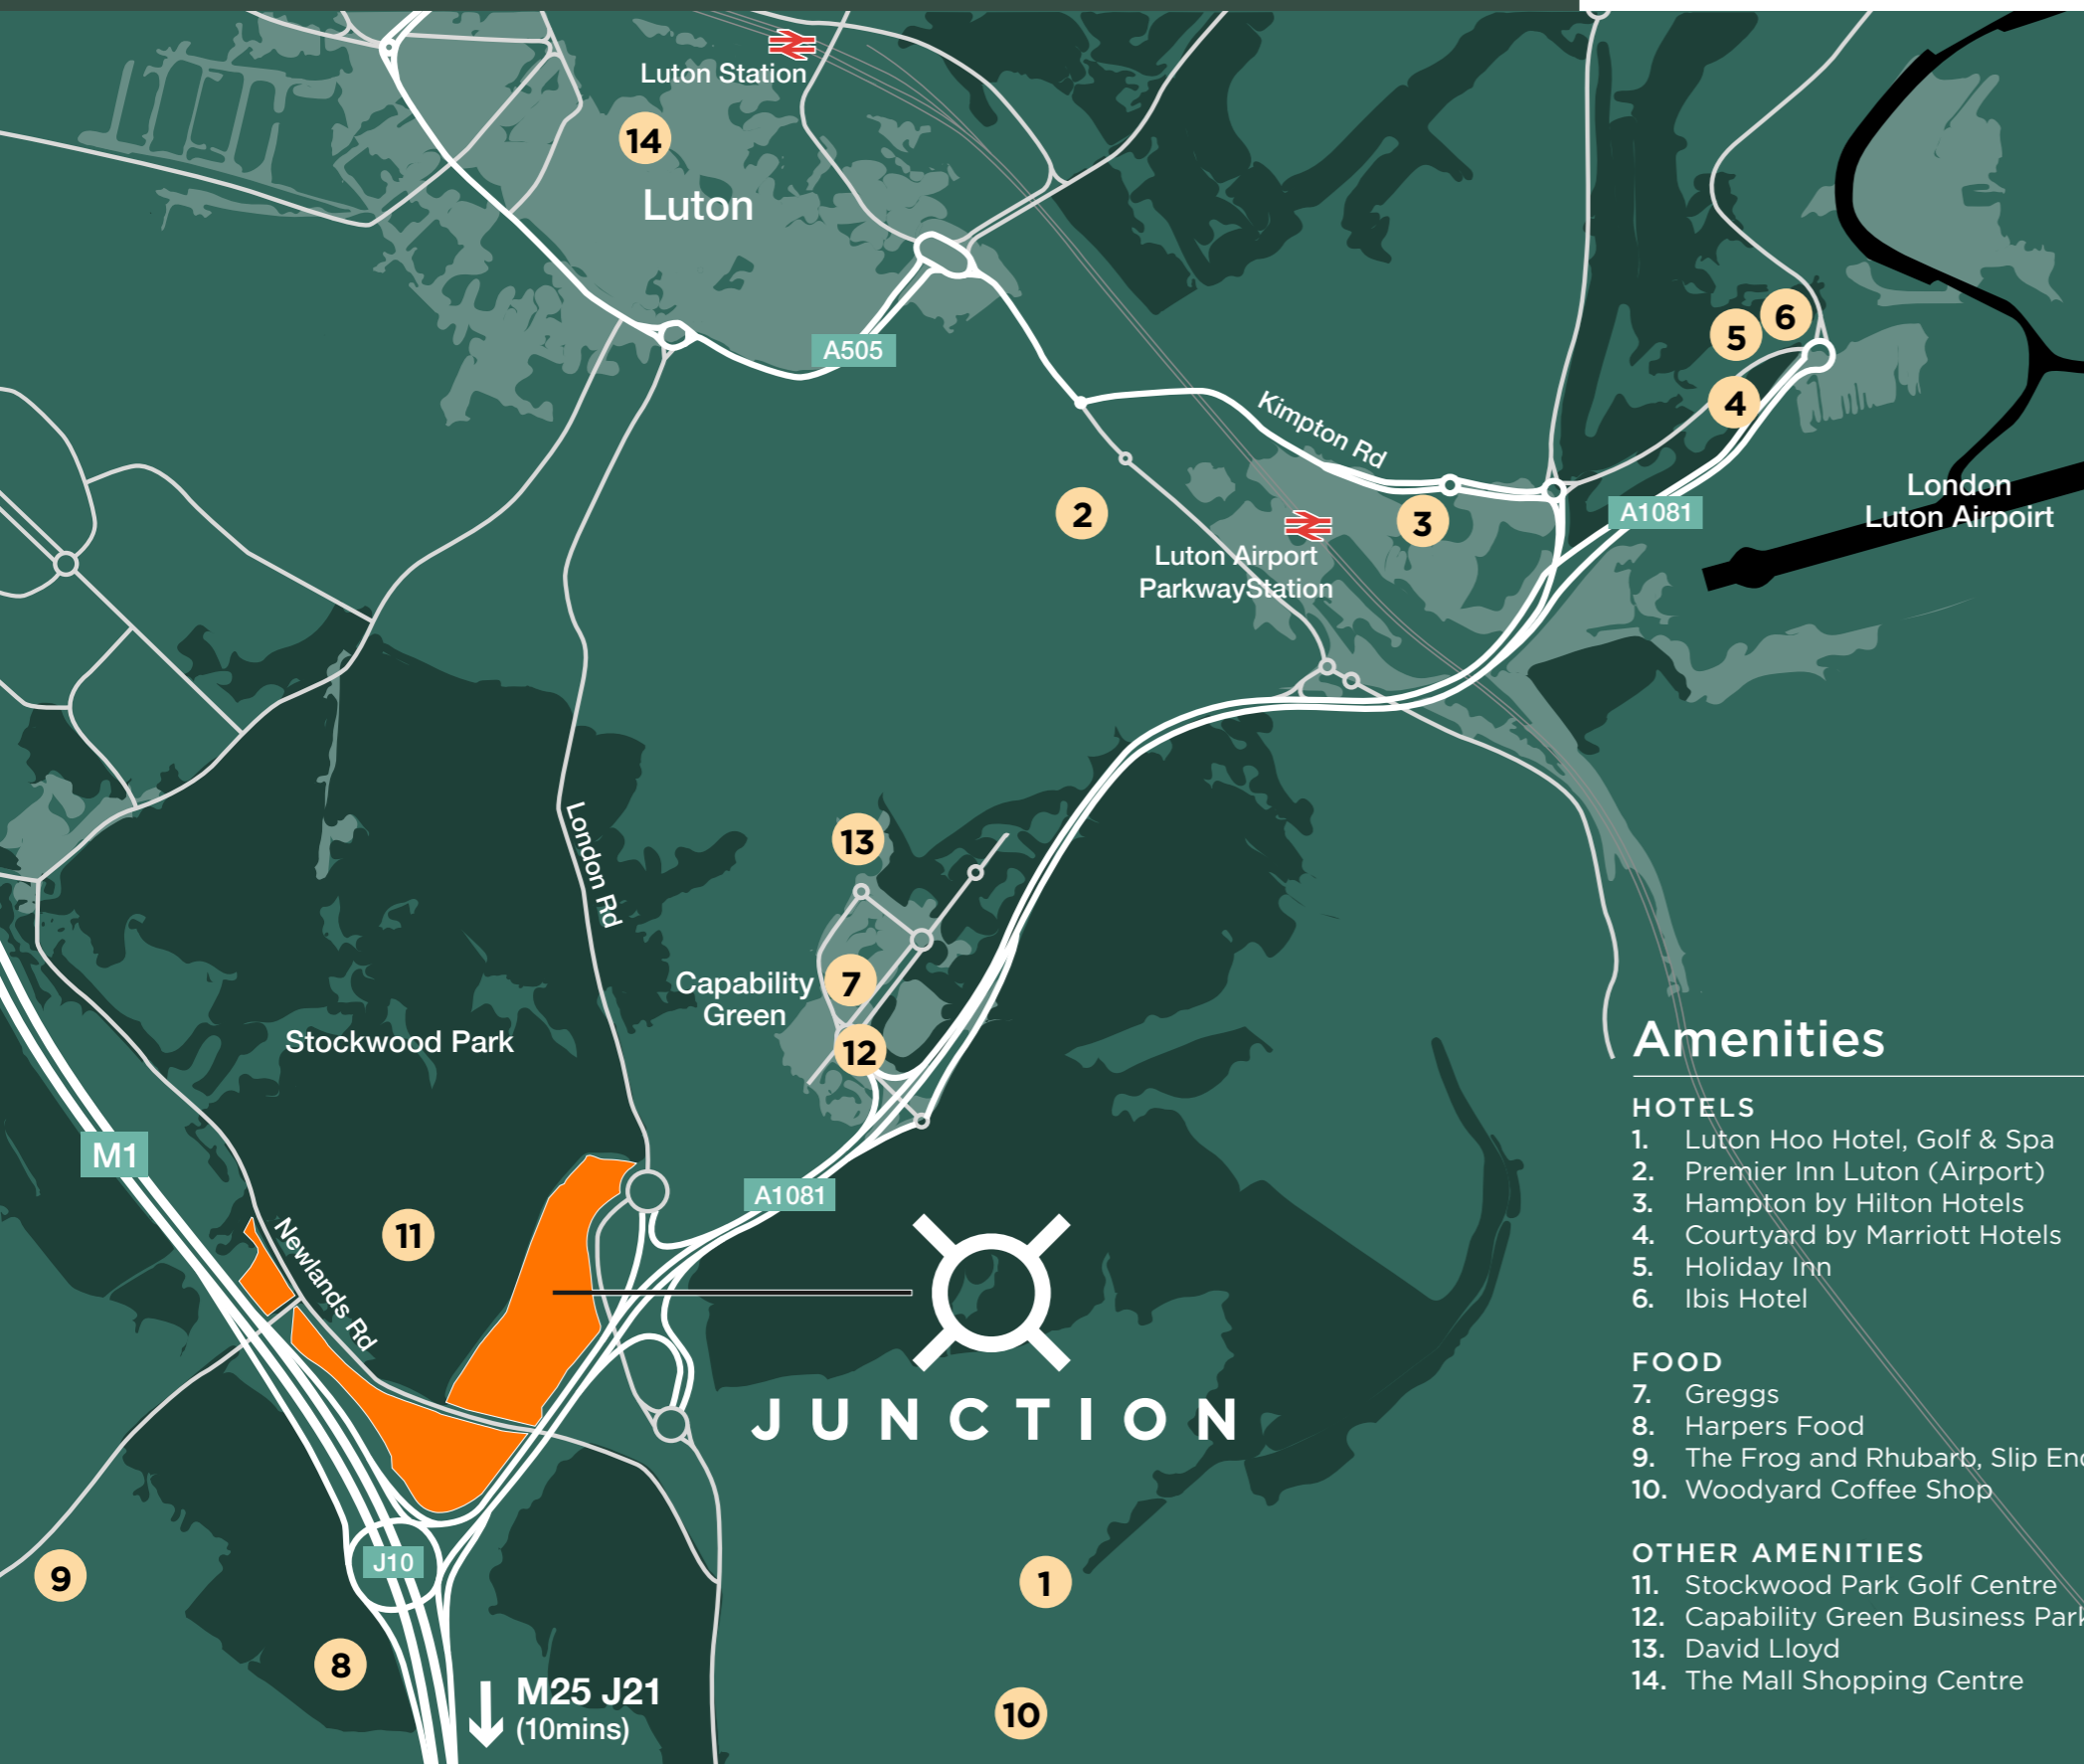 Luton Station
14
Luton
A505
6
5
4
Kimpton Rd
London
Luton Airpoirt
A1081
2
3
Luton Airport
ParkwayStation
London Rd
13
Capability
Green
7
12
Stockwood Park
M1
A1081
11
Newlands Rd
JUNCTION
J10
9
8
1
10
M25 J21
(10mins)
Amenities
HOTELS
1. Luton Hoo Hotel, Golf & Spa
2. Premier Inn Luton (Airport)
3. Hampton by Hilton Hotels
4. Courtyard by Marriott Hotels
5. Holiday Inn
6. Ibis Hotel
FOOD
7. Greggs
8. Harpers Food
9. The Frog and Rhubarb, Slip End
10. Woodyard Coffee Shop
OTHER AMENITIES
11. Stockwood Park Golf Centre
12. Capability Green Business Park
13. David Lloyd
14. The Mall Shopping Centre